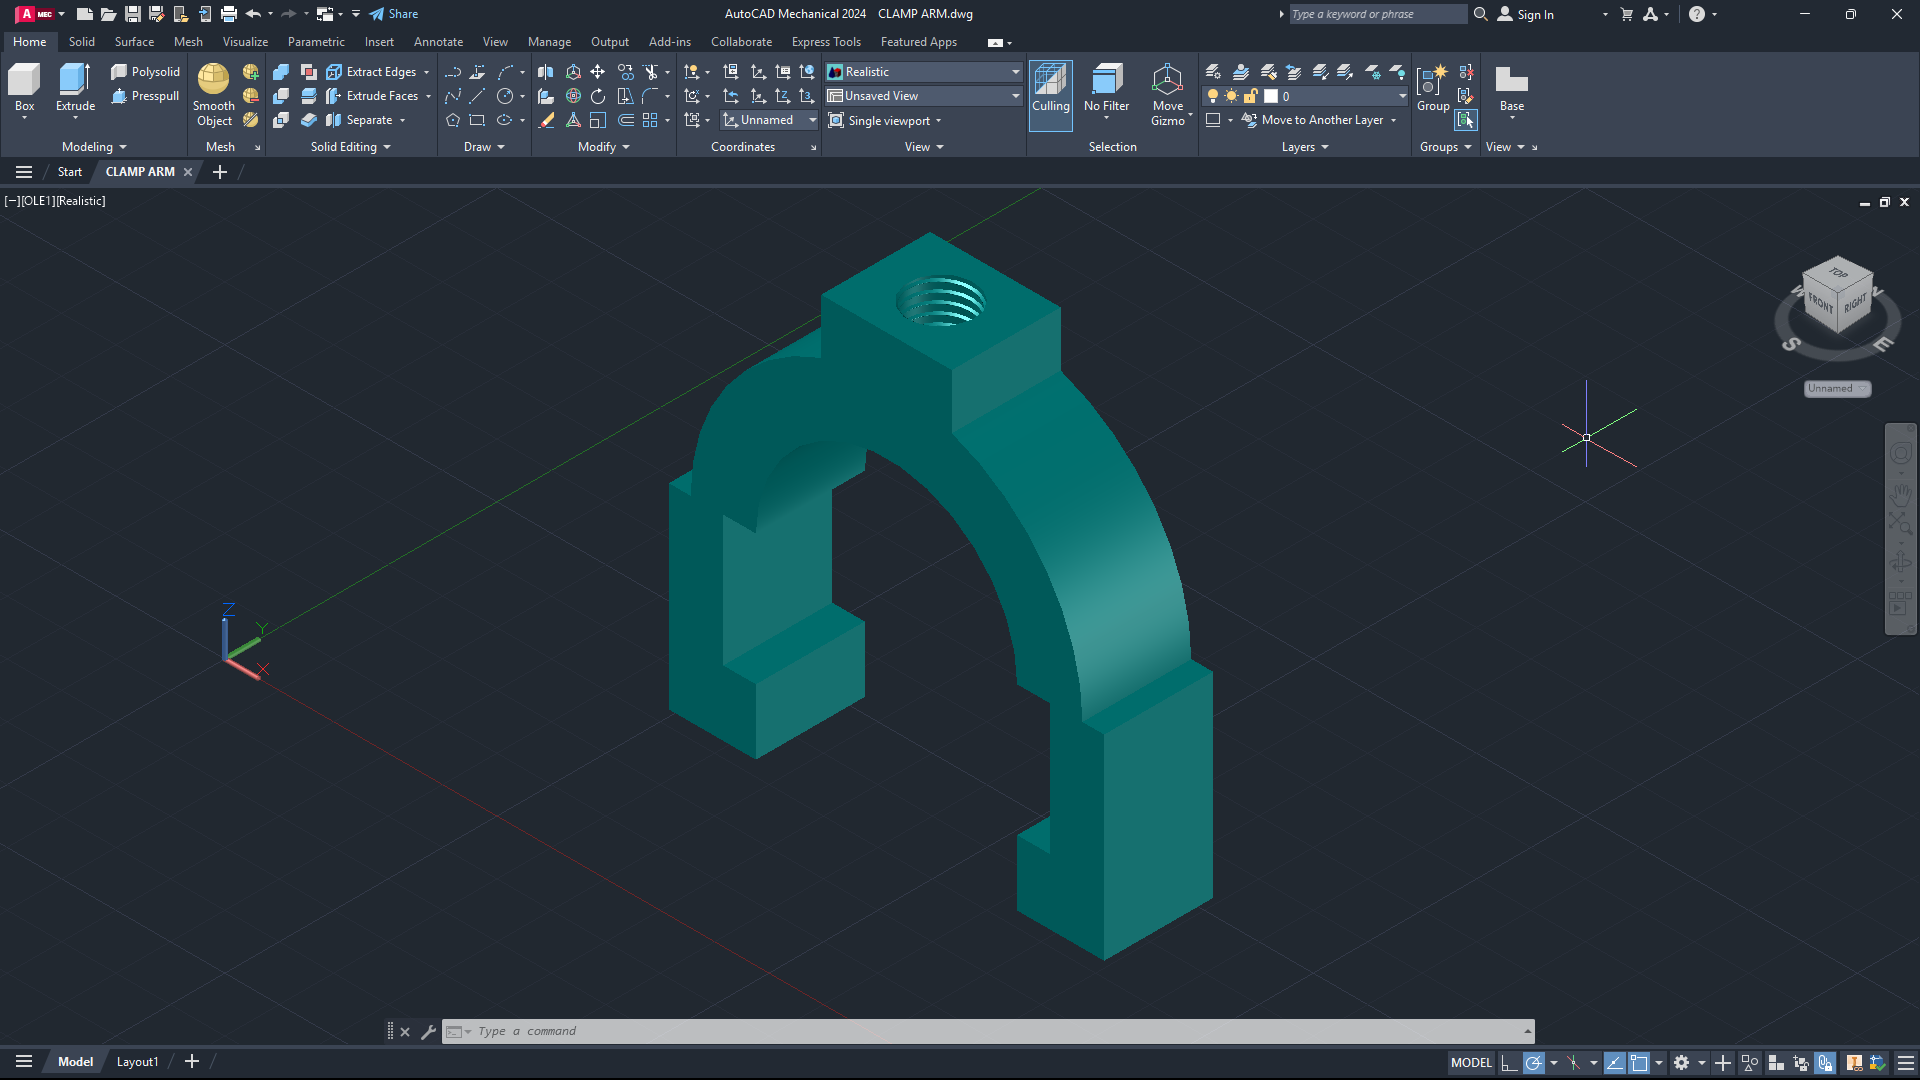 A MEC Share AutoCAD Mechanical 2024 CLAMP ARM.dwg Type a keyword or phrase Sign In
Home Solid Surface Mesh Visualize Parametric Insert Annotate View Manage Output Add-ins Collaborate Express Tools Featured Apps
Box Extrude Polysolid Presspull
Modeling
Smooth Object
Mesh
Extract Edges
Extrude Faces
Separate
Solid Editing
Draw
Modify
Unnamed
Coordinates
Realistic
Unsaved View
Single viewport
View
Culling No Filter Move Gizmo
Selection
0
Move to Another Layer
Layers
Group
Groups
Base
View
Start CLAMP ARM
[−][OLE1][Realistic]
TOP
FRONT RIGHT
W N
S E
Unnamed
Z
Y
X
Type a command
Model Layout1 MODEL